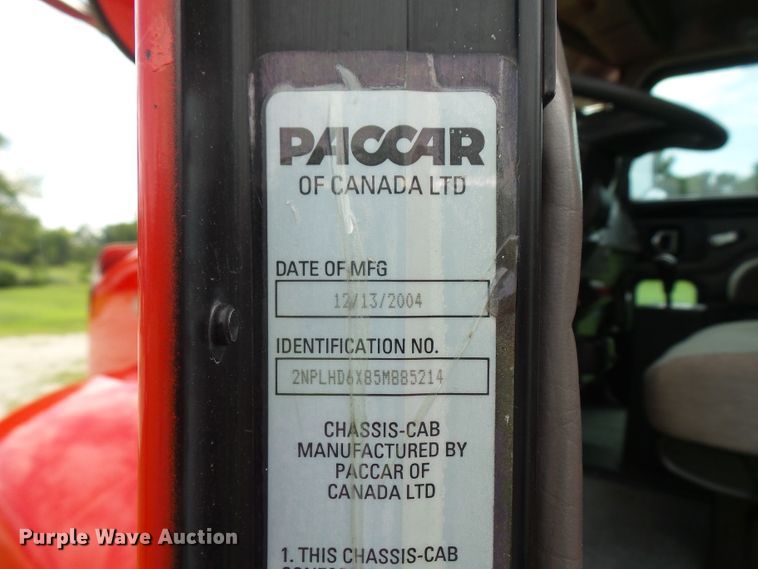 PACCAR
OF CANADA LTD
DATE OF MFG
12/13/2004
IDENTIFICATION NO.
2NPLHD6X85M885214
CHASSIS-CAB
MANUFACTURED BY
PACCAR OF
CANADA LTD
1. THIS CHASSIS-CAB
Purple Wave Auction